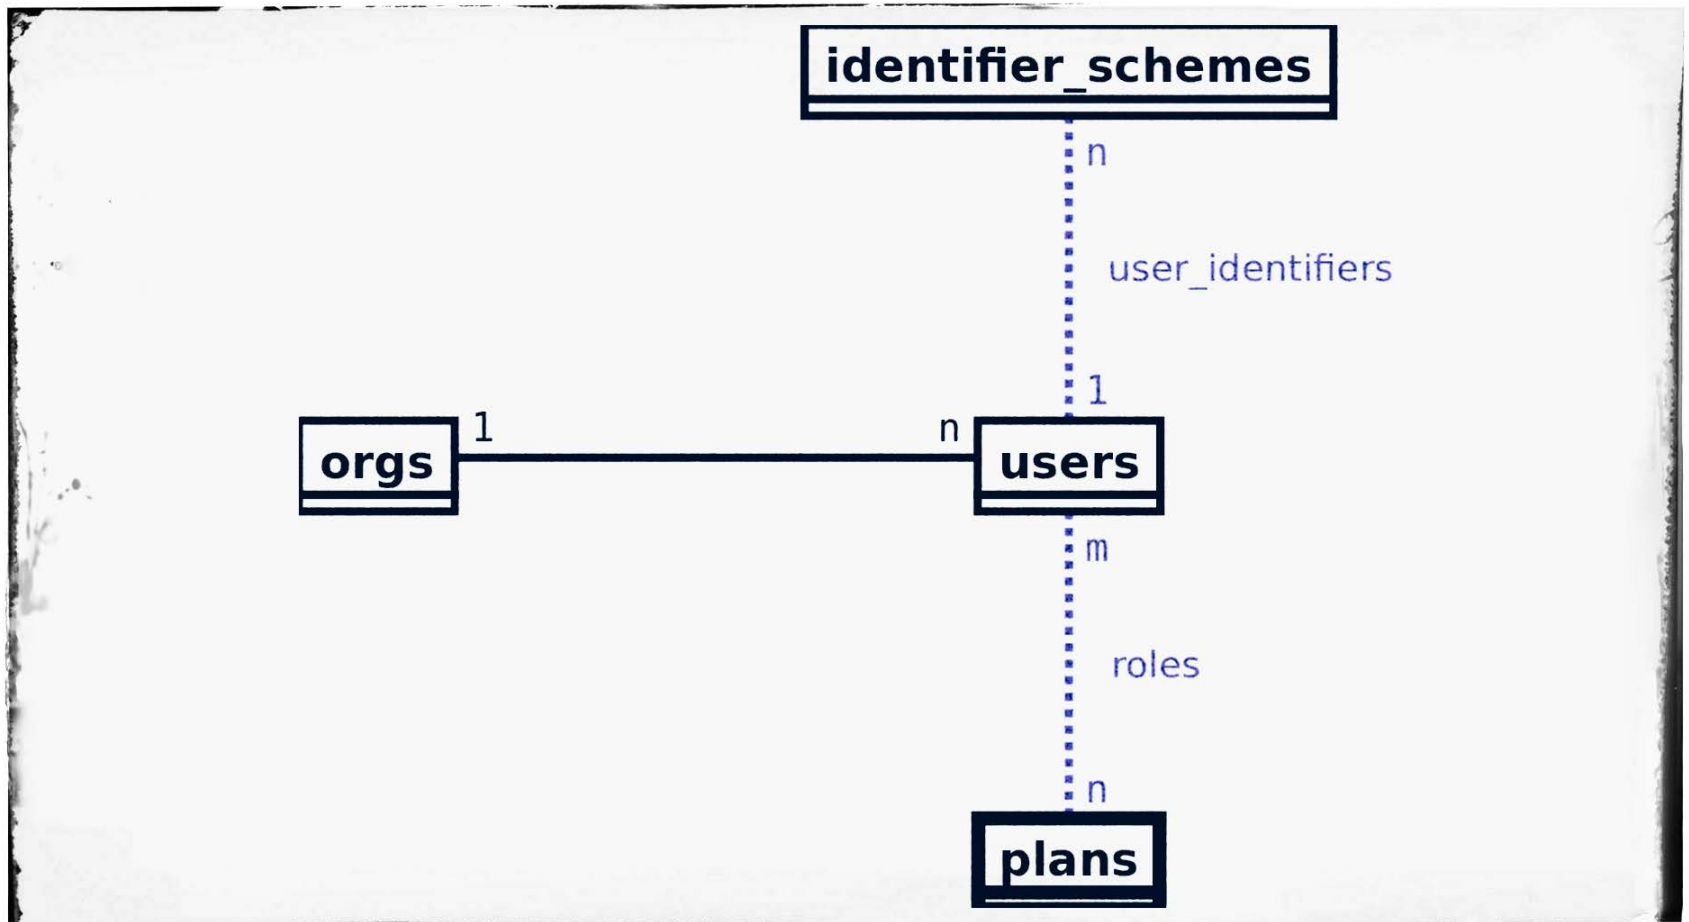 identifier_schemes
n
user_identifiers
1
orgs
1
n
users
m
roles
n
plans